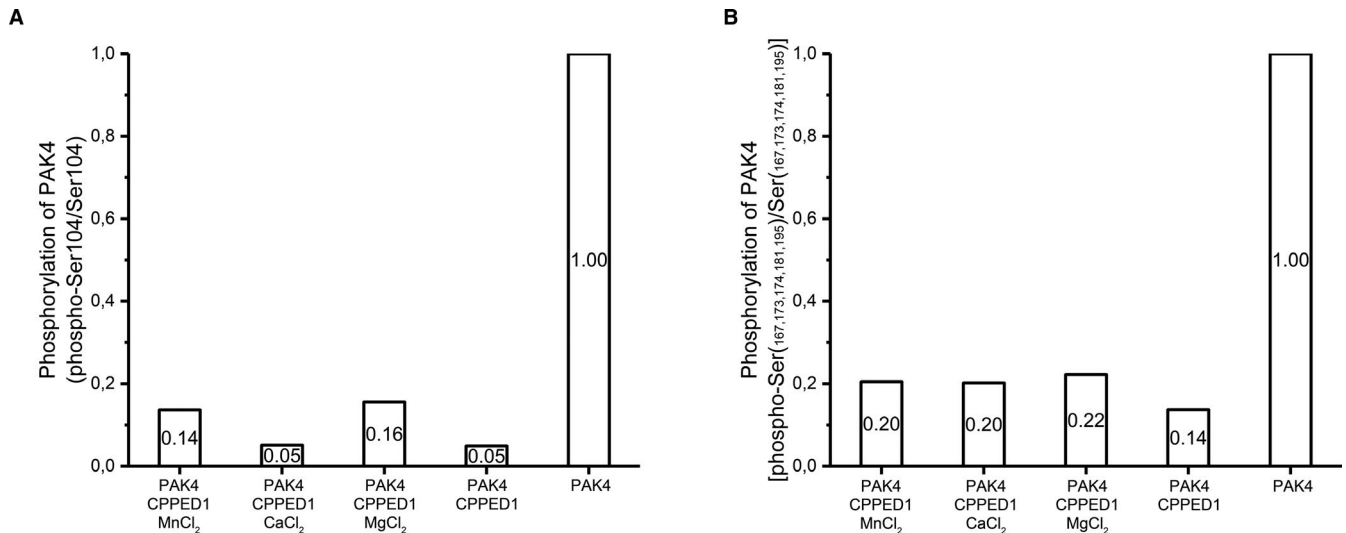 A
Phosphorylation of PAK4
(phospho-Ser104/Ser104)
1,0
0,8
0,6
0,4
0,2
0,0
0.14
0.05
0.16
0.05
1.00
PAK4
CPPED1
MnCl₂
PAK4
CPPED1
CaCl₂
PAK4
CPPED1
MgCl₂
PAK4
CPPED1
PAK4
B
Phosphorylation of PAK4
[phospho-Ser(167,173,174,181,195)/Ser(167,173,174,181,195)]
1,0
0,8
0,6
0,4
0,2
0,0
0.20
0.20
0.22
0.14
1.00
PAK4
CPPED1
MnCl₂
PAK4
CPPED1
CaCl₂
PAK4
CPPED1
MgCl₂
PAK4
CPPED1
PAK4